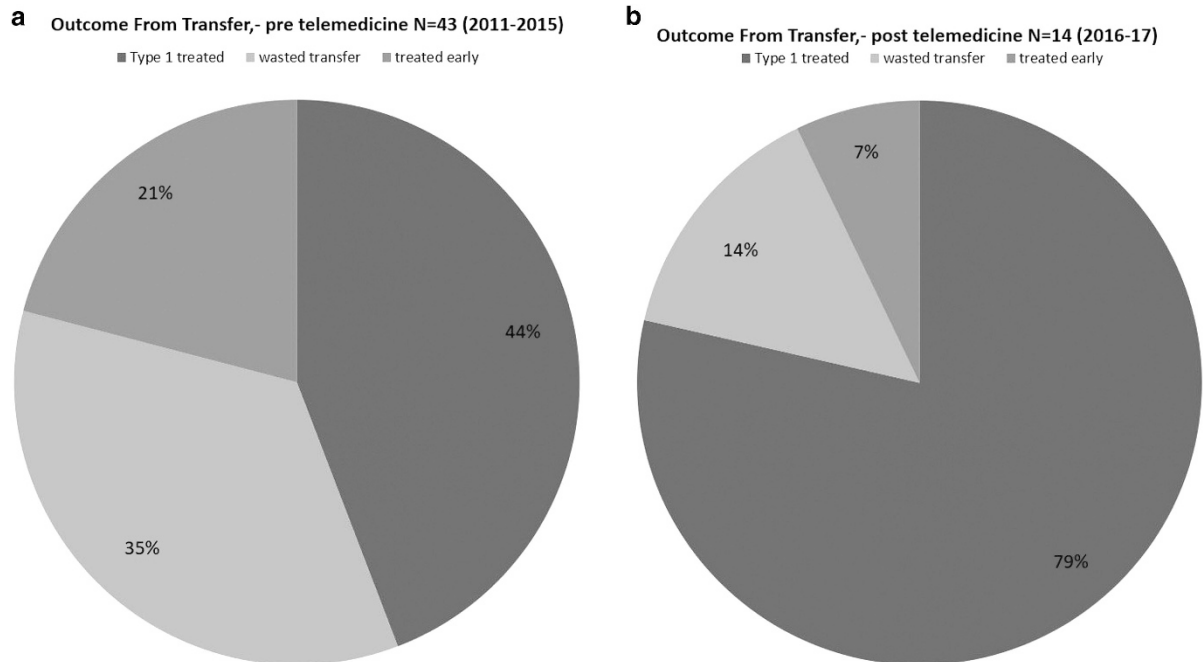 a
Outcome From Transfer,- pre telemedicine N=43 (2011-2015)
Type 1 treated wasted transfer treated early
21%
44%
35%
b
Outcome From Transfer,- post telemedicine N=14 (2016-17)
Type 1 treated wasted transfer treated early
7%
14%
79%